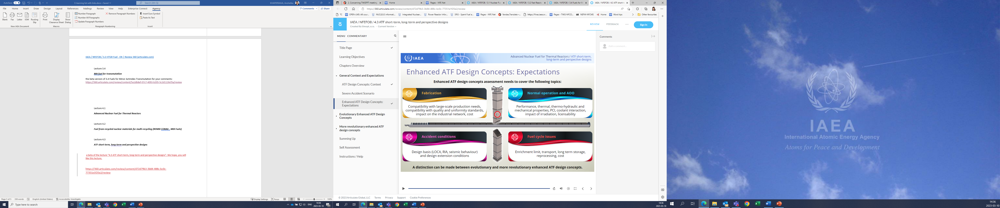 AutoSave On
E-learning list with links.docx • Saved
Search (Alt+Q)
KHAPERSKAIA, Anzhelika
File Home Insert Draw Design Layout References Mailings Review View Help Enterprise Connect Agency
Comments Share
Blank Fax Letter IOM Routing Slip
New IAEA Document
Print Display Clearance Sheet Show Dialog
Macros
Number Paragraph
Number All Paragraphs
Update Paragraph Numbers
Remove Paragraph Numbers
Paragraph Numbering
Insert Euro Symbol
Paste As Text
Insert
IAEA / NFEFOB / 3.3 HTGR Fuel - EN | Review 360 (articulate.com)
Lecture 3.4
MA fuel for transmutation
the beta version of 3.4 Fuels for Minor Actinides Transmutation for your comments:
https://360.articulate.com/review/content/5a1db8ef-07c7-4093-b205-5c2d1126cf3a/review
Lecture 4.1
Advanced Nuclear Fuel for Thermal Reactors
Lecture 4.2
Fuel from recycled nuclear materials for multi-recycling (REMIX CORAIL , MIX Fuels)
Lecture 4.3
ATF short-term, long-term and perspective designs
a beta of the lecture "4.3 ATF short-term, long-term and perspective designs". We hope, you will
like this lecture.
https://360.articulate.com/review/content/d72d79b3-3b84-488c-bc0c-
77351e1f25e2/review
Page 5 of 5 338 words English (United States) Accessibility: Investigate
Display Settings Focus 100%
Type here to search
ENG 14:36
2023-03-10
2. Concerning TWGFPT meeting
Home
Pages - NFE Net
IAEA / NFEFOB / 3.1 Nuclear Fu
IAEA / NFEFOB / 3.2 Fast Reacto
IAEA / NFEFOB / 3.4 Fuels for M
IAEA / NFEFOB / 4.3 ATF short-t
https://360.articulate.com/review/content/d72d79b3-3b84-488c-bc0c-77351e1f25e2/review
TC OPEN-LMS: All cour... NUCLEUS informati... Integrated Nuclear... Power Reactor Infor... SRIS - Spent Fuel a... Pages - NFE Net Yandex.Translate –... https://finas.iaea.or... Pages - TWG-NFCO... NEFW-NFCMS Home Word tips Other favourites
IAEA / NFEFOB / 4.3 ATF short-term, long-term and perspective designs
Created By Simopt, s.r.o. · Current Version
REVIEW FEEDBACK Sign In
MENU COMMENTARY
Title Page
Learning Objectives
Chapters Overview
General Context and Expectations
ATF Design Concepts: Context
Severe Accident Scenario
Enhanced ATF Design Concepts:
Expectations
Evolutionary Enhanced ATF Design
Concepts
More revolutionary enhanced ATF
design concepts
Summing Up
Self Assessment
Instructions / Help
IAEA
Advanced Nuclear Fuel for Thermal Reactors / ATF short-term,
long-term and perspective designs
Enhanced ATF Design Concepts: Expectations
Enhanced ATF design concepts assessment needs to cover the following topics:
Fabrication
Compatibility with large-scale production needs,
compatibility with quality and uniformity standards,
impact on the industrial network, cost
Normal operation and AOO
Performance, thermal, thermo-hydraulic and
mechanical properties, PCI, coolant interaction,
impact of irradiation, licensability
Accident conditions
Design basis (LOCA, RIA, seismic behaviour)
and design extension conditions
Fuel cycle issues
Enrichment limit, transport, long term storage,
reprocessing, cost
A distinction can be made between evolutionary and more revolutionary enhanced ATF design concepts.
Comments
Add a comment...
© 2023 Articulate Global, LLC Terms Privacy Support Cookie Preferences
14:36
2023-03-10
IAEA
International Atomic Energy Agency
Atoms for Peace and Development
14:36
2023-03-10